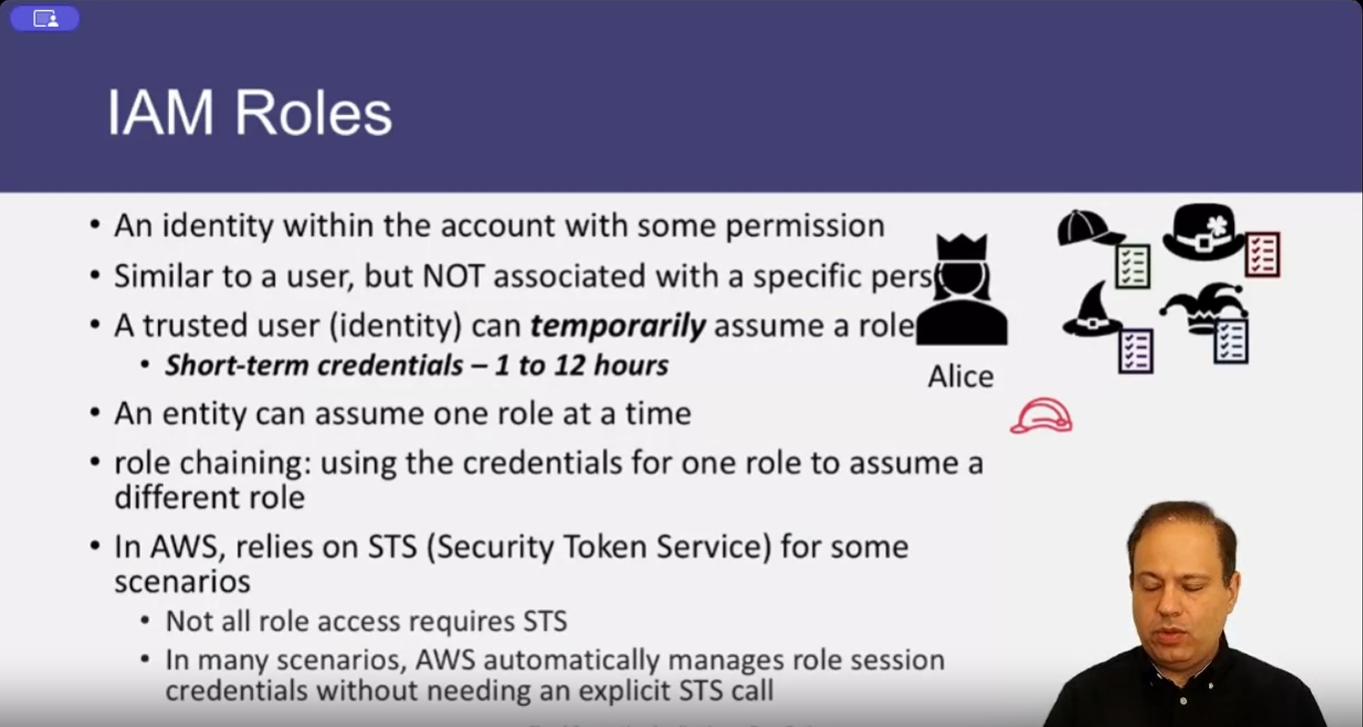 IAM Roles
• An identity within the account with some permission
• Similar to a user, but NOT associated with a specific pers
• A trusted user (identity) can temporarily assume a role
• Short-term credentials – 1 to 12 hours
Alice
• An entity can assume one role at a time
• role chaining: using the credentials for one role to assume a
different role
• In AWS, relies on STS (Security Token Service) for some
scenarios
• Not all role access requires STS
• In many scenarios, AWS automatically manages role session
credentials without needing an explicit STS call